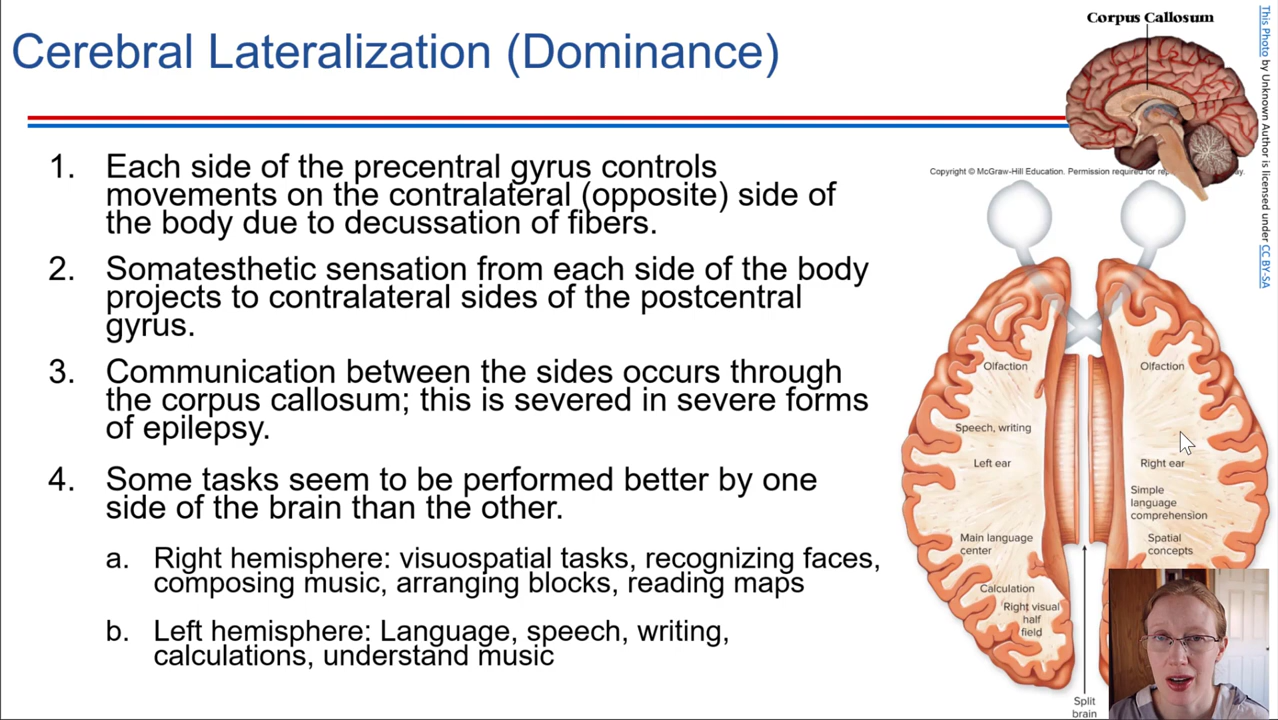 Cerebral Lateralization (Dominance)
Corpus Callosum
This Photo by Unknown Author is licensed under CC BY-SA
1. Each side of the precentral gyrus controls
movements on the contralateral (opposite) side of
the body due to decussation of fibers.
2. Somatesthetic sensation from each side of the body
projects to contralateral sides of the postcentral
gyrus.
3. Communication between the sides occurs through
the corpus callosum; this is severed in severe forms
of epilepsy.
4. Some tasks seem to be performed better by one
side of the brain than the other.
a. Right hemisphere: visuospatial tasks, recognizing faces,
composing music, arranging blocks, reading maps
b. Left hemisphere: Language, speech, writing,
calculations, understand music
Copyright © McGraw-Hill Education. Permission required for
Olfaction
Speech, writing
Left ear
Main language
center
Calculation
Right visual
half
field
Olfaction
Right ear
Simple
language
comprehension
Spatial
concepts
Split
brain